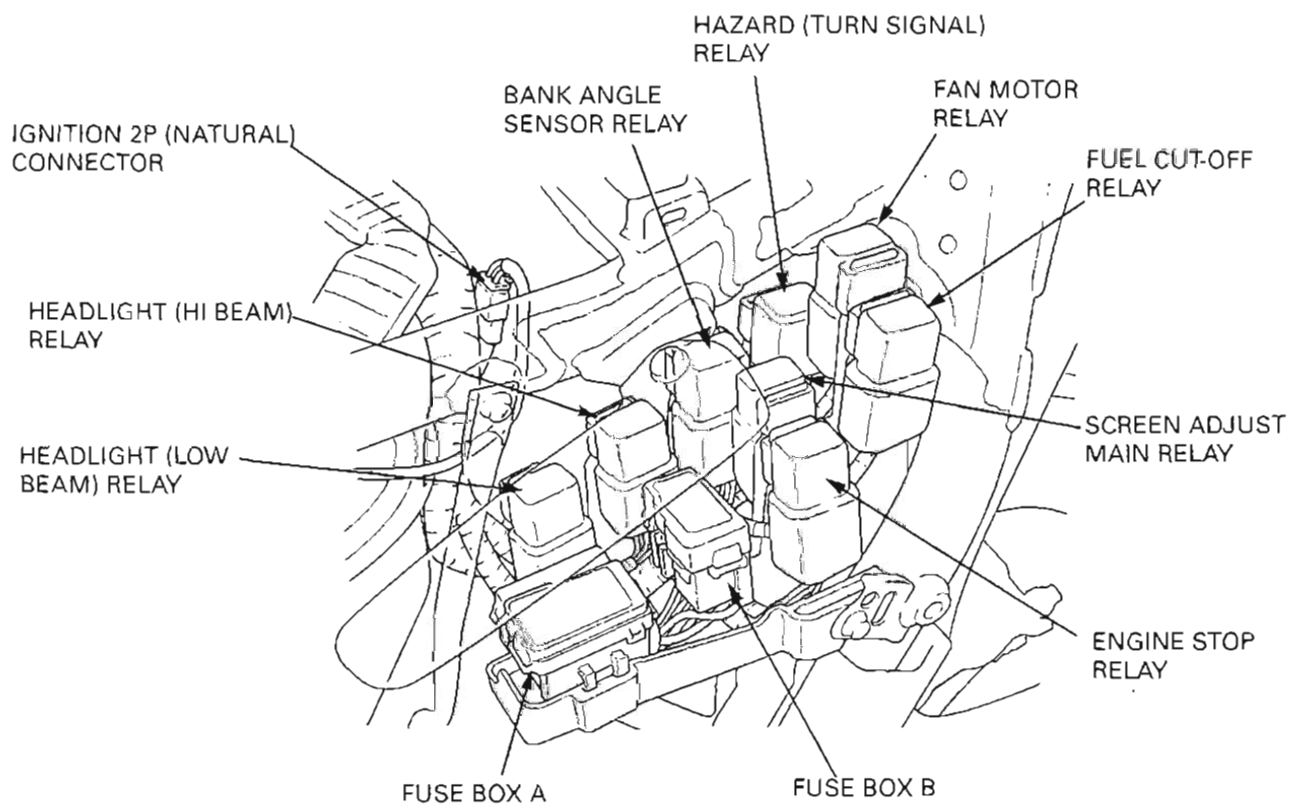 HAZARD (TURN SIGNAL)
RELAY
FAN MOTOR
RELAY
BANK ANGLE
SENSOR RELAY
IGNITION 2P (NATURAL)
CONNECTOR
FUEL CUT-OFF
RELAY
HEADLIGHT (HI BEAM)
RELAY
SCREEN ADJUST
MAIN RELAY
HEADLIGHT (LOW
BEAM) RELAY
ENGINE STOP
RELAY
FUSE BOX A
FUSE BOX B